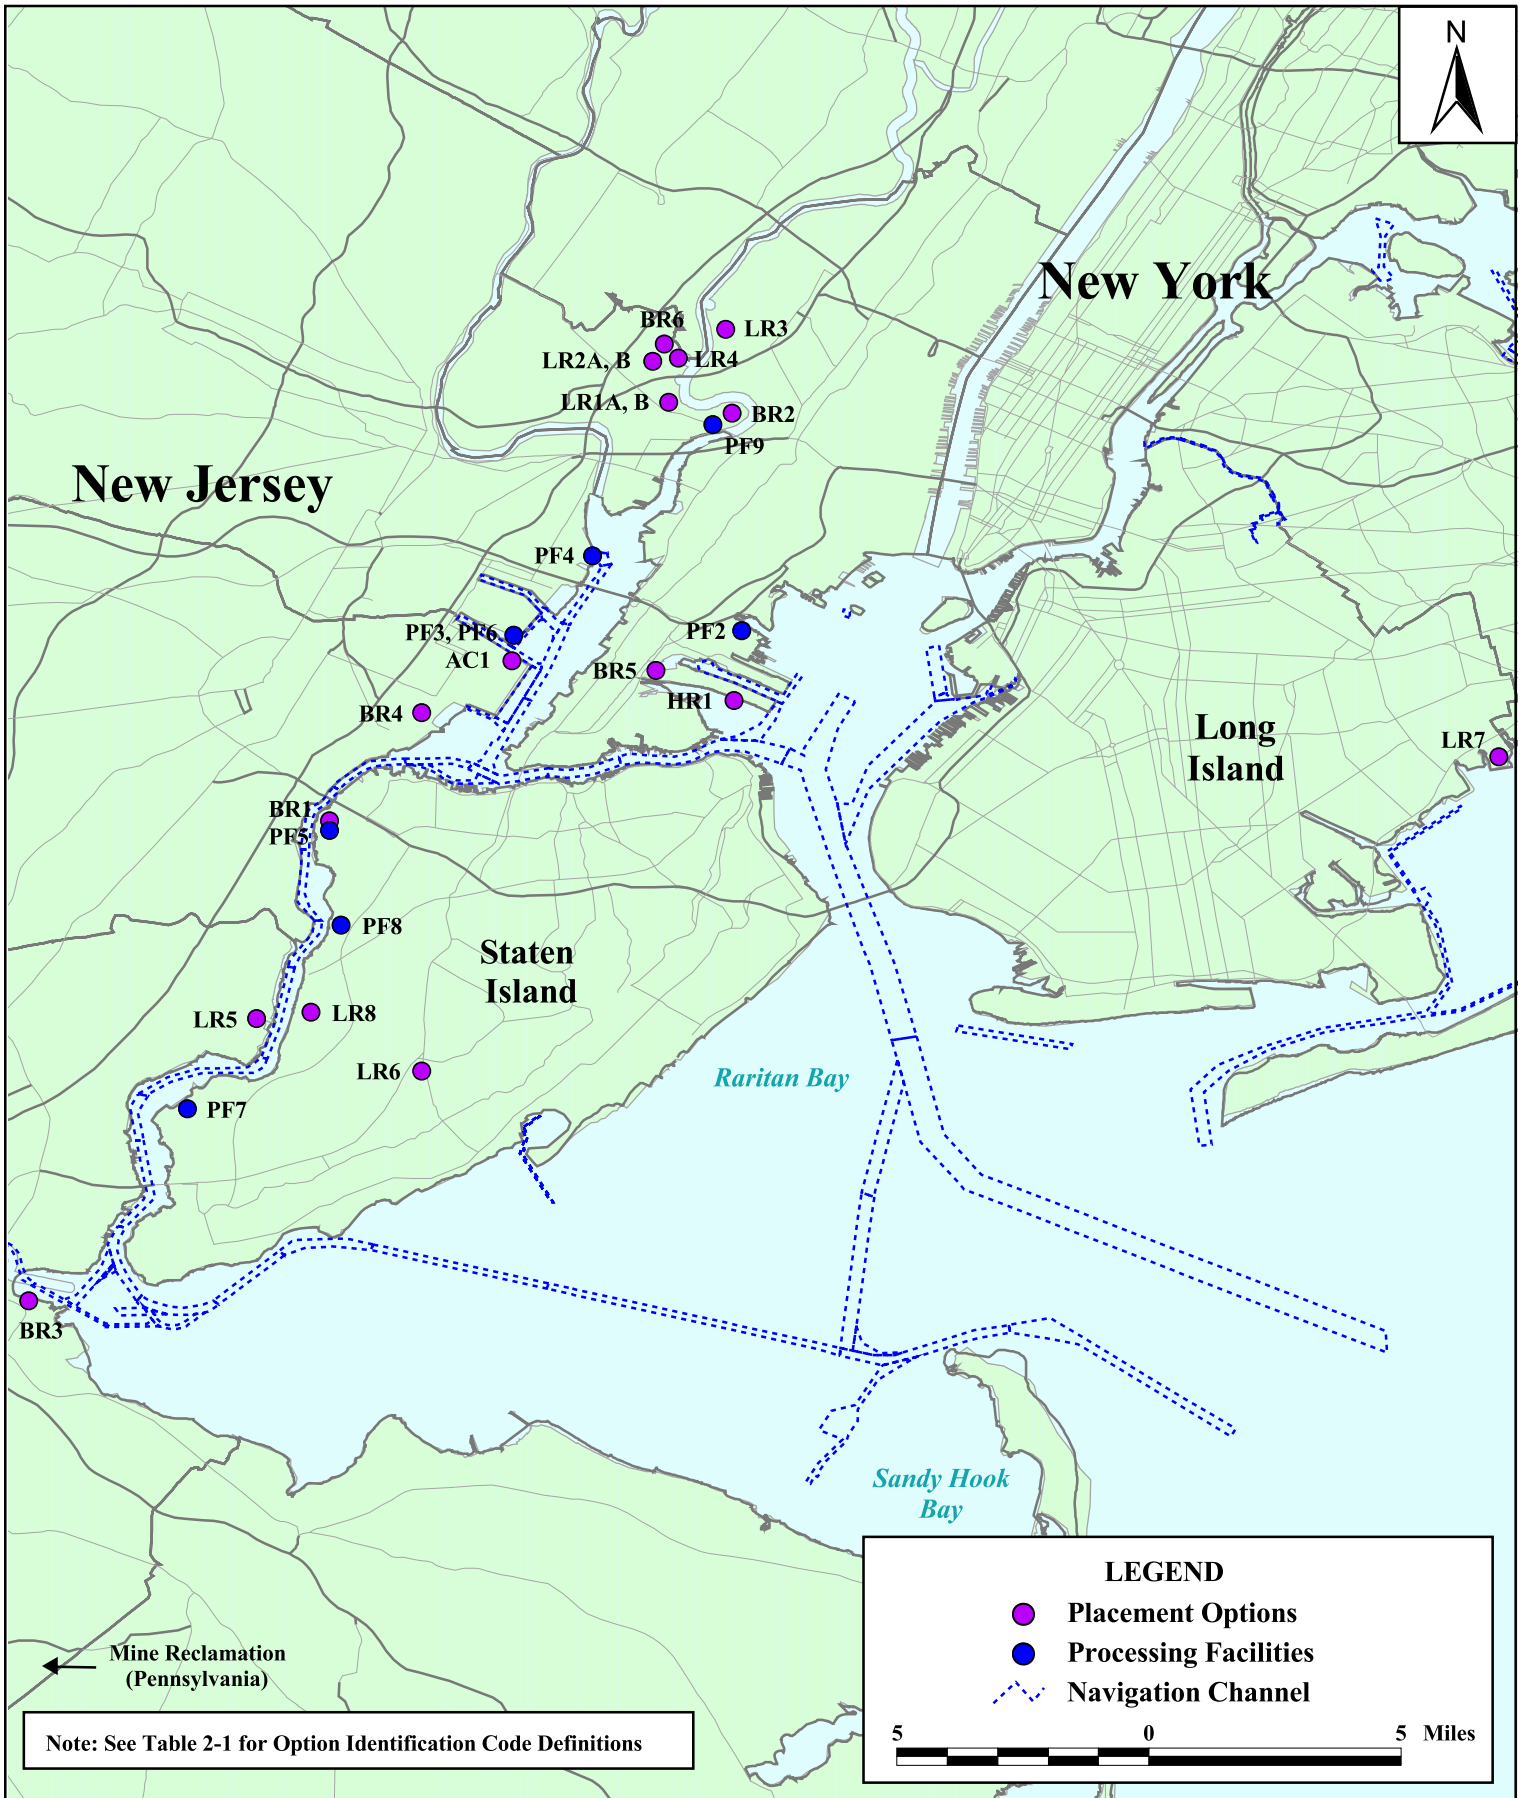 N
New York
BR6
LR3
LR2A, B
LR4
LR1A, B
BR2
PF9
New Jersey
PF4
PF3, PF6
PF2
AC1
BR5
HR1
BR4
Long
Island
LR7
BR1
PF5
PF8
Staten
Island
LR5
LR8
LR6
Raritan Bay
PF7
BR3
Sandy Hook
Bay
LEGEND
Placement Options
Processing Facilities
Navigation Channel
5 0 5 Miles
Mine Reclamation
(Pennsylvania)
Note: See Table 2-1 for Option Identification Code Definitions